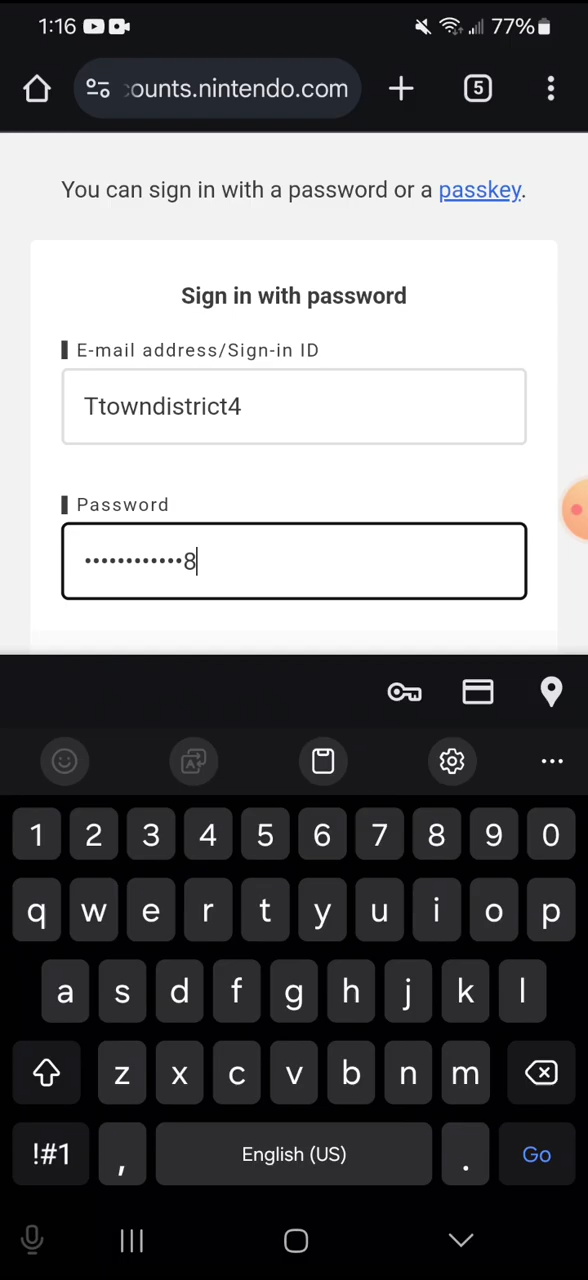 1:16 77%
ounts.nintendo.com + 5
You can sign in with a password or a passkey.
Sign in with password
E-mail address/Sign-in ID
Ttowndistrict4
Password
••••••••••••8
1 2 3 4 5 6 7 8 9 0
q w e r t y u i o p
a s d f g h j k l
z x c v b n m
!#1 , English (US) . Go